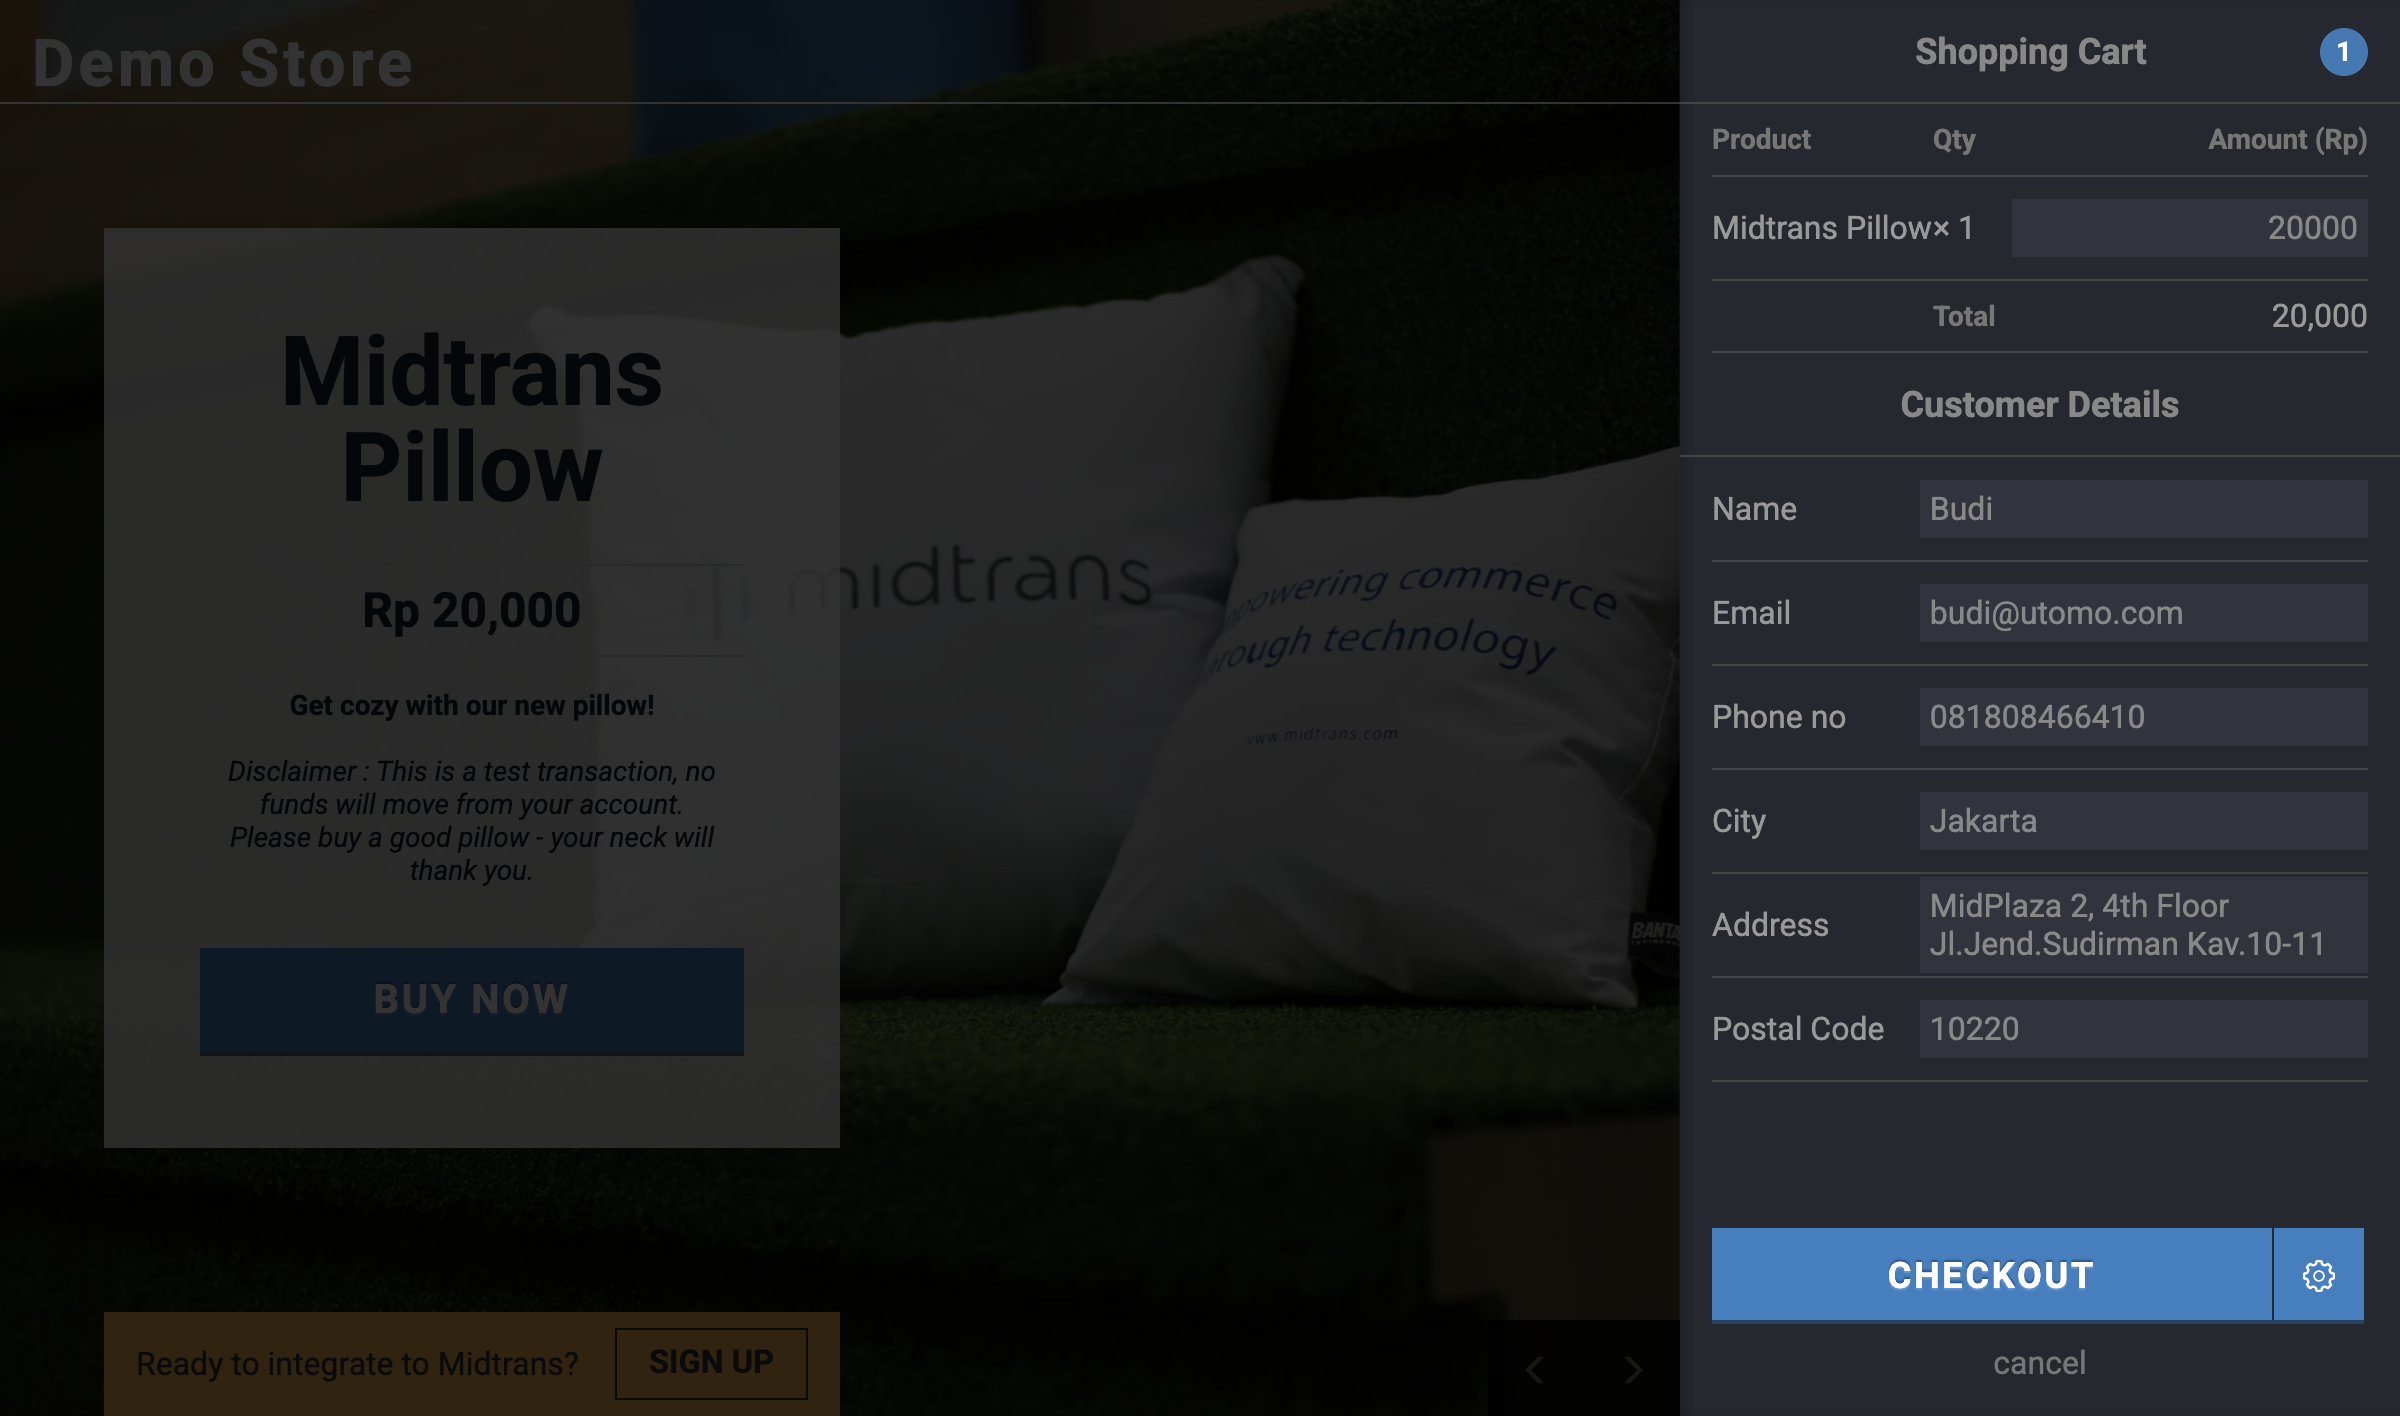 Demo Store
Midtrans
Pillow
Rp 20,000
Get cozy with our new pillow!
Disclaimer : This is a test transaction, no
funds will move from your account.
Please buy a good pillow - your neck will
thank you.
BUY NOW
Ready to integrate to Midtrans?
SIGN UP
midtrans
powering commerce
rough technology
www.midtrans.com
BANTA
Shopping Cart
1
Product Qty Amount (Rp)
Midtrans Pillow× 1 20000
Total 20,000
Customer Details
Name Budi
Email budi@utomo.com
Phone no 081808466410
City Jakarta
Address MidPlaza 2, 4th Floor
Jl.Jend.Sudirman Kav.10-11
Postal Code 10220
CHECKOUT
cancel